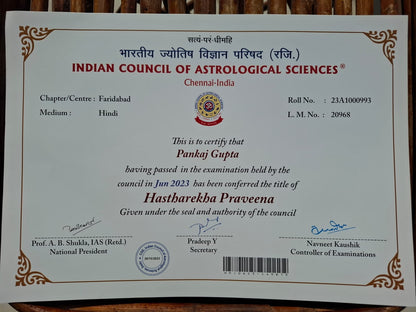 सत्यं परं धीमहि
भारतीय ज्योतिष विज्ञान परिषद (रजि.)
INDIAN COUNCIL OF ASTROLOGICAL SCIENCES®
Chennai-India
Chapter/Centre : Faridabad
Roll No. : 23A1000993
Medium : Hindi
L. M. No. : 20968
This is to certify that
Pankaj Gupta
having passed in the examination held by the
council in Jun 2023 has been conferred the title of
Hastharekha Praveena
Given under the seal and authority of the council
Prof. A. B. Shukla, IAS (Retd.)
National President
Pradeep Y
Secretary
Navneet Kaushik
Controller of Examinations